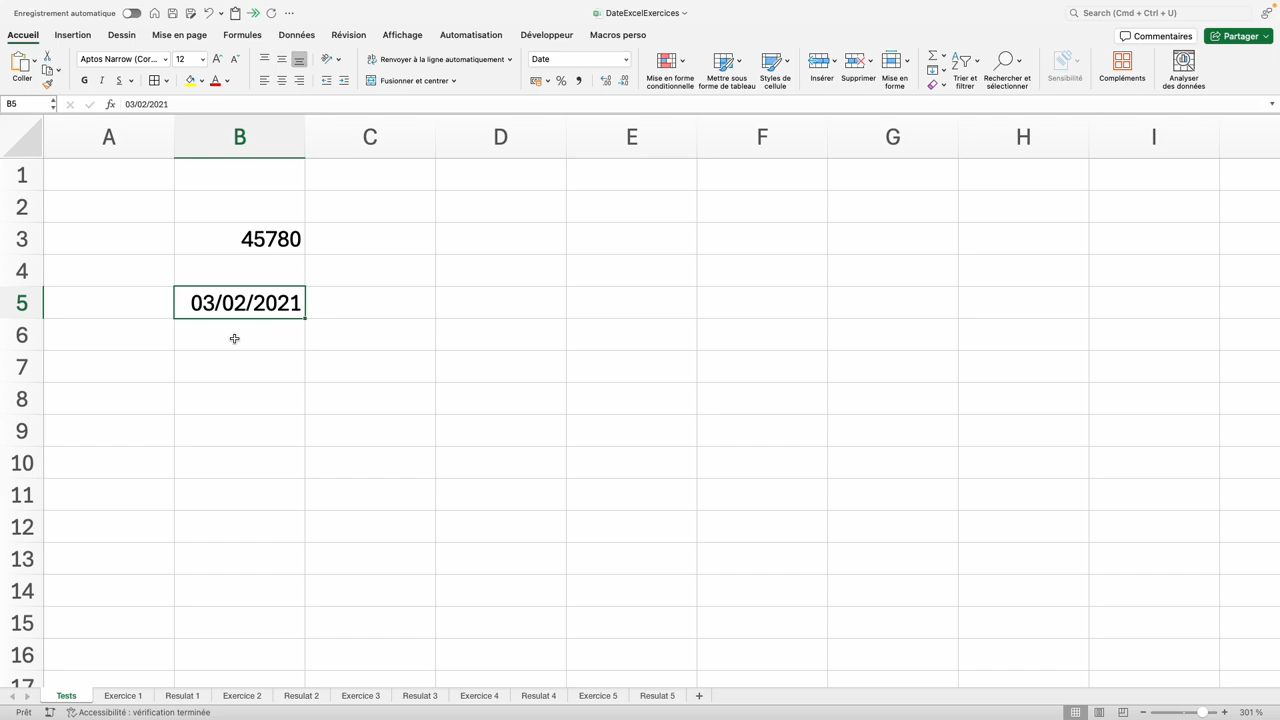 Enregistrement automatique
DateExcelExercices
Search (Cmd + Ctrl + U)
Accueil Insertion Dessin Mise en page Formules Données Révision Affichage Automatisation Développeur Macros perso
Commentaires
Partager
Coller
Aptos Narrow (Cor...
12
A A
G I S
A
Renvoyer à la ligne automatiquement
Fusionner et centrer
Date
%
Mise en forme conditionnelle
Mettre sous forme de tableau
Styles de cellule
Insérer
Supprimer
Mise en forme
Trier et filtrer
Rechercher et sélectionner
Sensibilité
Compléments
Analyser des données
B5
fx 03/02/2021
A B C D E F G H I
1
2
3 45780
4
5 03/02/2021
6
7
8
9
10
11
12
13
14
15
16
17
Tests Exercice 1 Resulat 1 Exercice 2 Resulat 2 Exercice 3 Resulat 3 Exercice 4 Resulat 4 Exercice 5 Resulat 5 +
Prêt
Accessibilité : vérification terminée
301 %